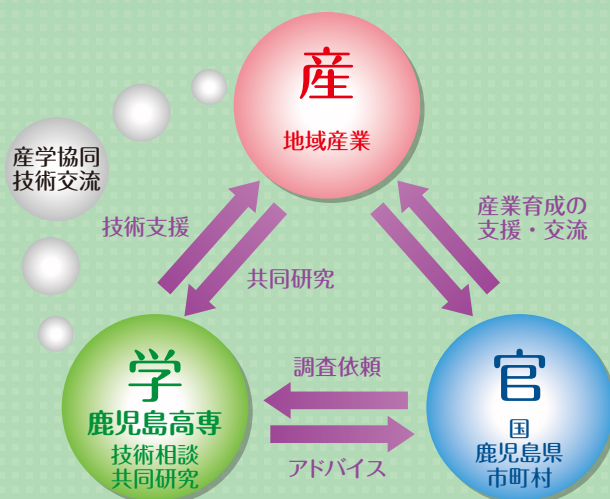 産
地域産業
産学協同
技術交流
技術支援
共同研究
産業育成の
支援・交流
学
鹿児島高専
技術相談
共同研究
調査依頼
アドバイス
官
国
鹿児島県
市町村